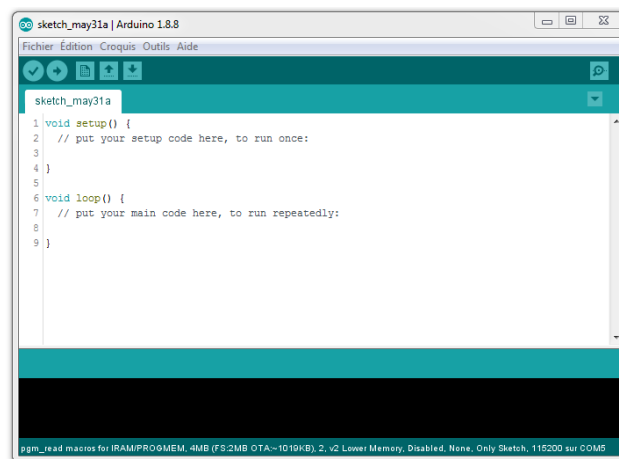 sketch_may31a | Arduino 1.8.8
Fichier Édition Croquis Outils Aide
sketch_may31a
1 void setup() {
2   // put your setup code here, to run once:
3
4 }
5
6 void loop() {
7   // put your main code here, to run repeatedly:
8
9 }
pgm_read macros for IRAM/PROGMEM, 4MB (FS:2MB OTA:~1019KB), 2, v2 Lower Memory, Disabled, None, Only Sketch, 115200 sur COM5